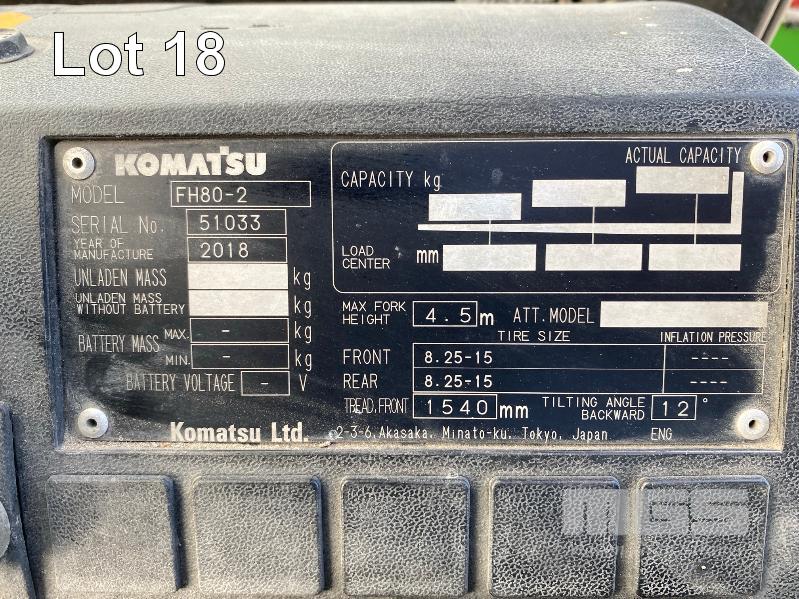 Lot 18
KOMATSU
MODEL FH80-2
SERIAL No. 51033
YEAR OF MANUFACTURE 2018
UNLADEN MASS kg
UNLADEN MASS WITHOUT BATTERY kg
BATTERY MASS MAX. - kg
MIN. - kg
BATTERY VOLTAGE - V
Komatsu Ltd.
ACTUAL CAPACITY
CAPACITY kg
LOAD CENTER mm
MAX FORK HEIGHT 4.5 m ATT. MODEL
TIRE SIZE INFLATION PRESSURE
FRONT 8.25-15 ----
REAR 8.25-15 ----
TREAD, FRONT 1540 mm TILTING ANGLE BACKWARD 12°
2-3-6, Akasaka, Minato-ku, Tokyo, Japan ENG
MGS